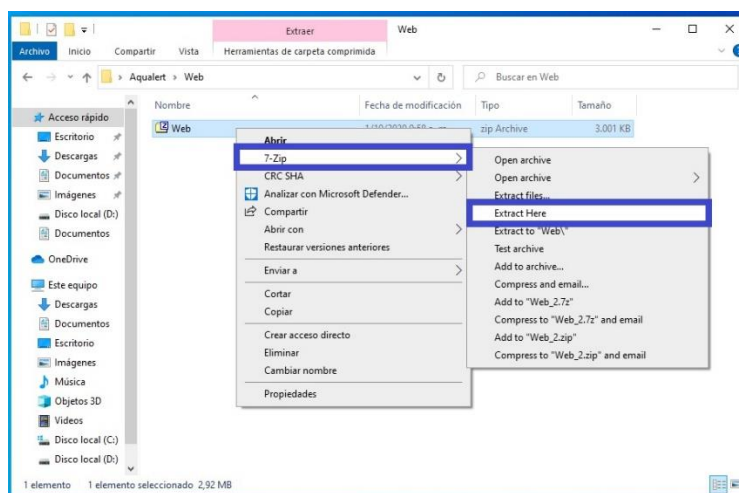 Extraer
Web
Archivo
Inicio
Compartir
Vista
Herramientas de carpeta comprimida
Aqualert > Web
Buscar en Web
Nombre
Fecha de modificación
Tipo
Tamaño
Web
zip Archive
3.001 KB
Acceso rápido
Escritorio
Descargas
Documentos
Imágenes
Disco local (D:)
Documentos
OneDrive
Este equipo
Descargas
Documentos
Escritorio
Imágenes
Música
Objetos 3D
Videos
Disco local (C:)
Disco local (D:)
Abrir
7-Zip
CRC SHA
Analizar con Microsoft Defender...
Compartir
Abrir con
Restaurar versiones anteriores
Enviar a
Cortar
Copiar
Crear acceso directo
Eliminar
Cambiar nombre
Propiedades
Open archive
Open archive
Extract files...
Extract Here
Extract to "Web\"
Test archive
Add to archive...
Compress and email...
Add to "Web_2.7z"
Compress to "Web_2.7z" and email
Add to "Web_2.zip"
Compress to "Web_2.zip" and email
1 elemento
1 elemento seleccionado 2,92 MB